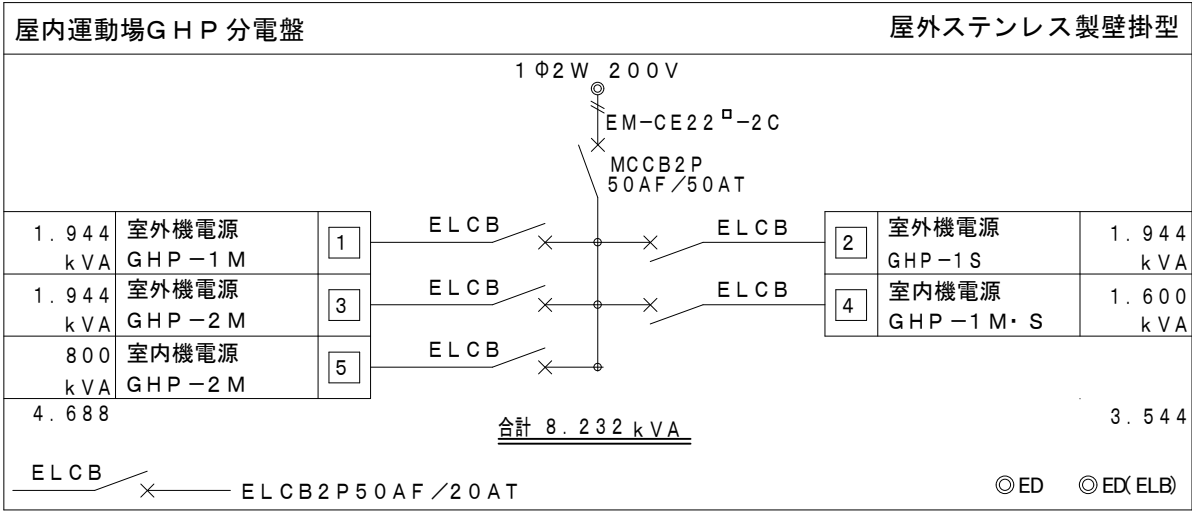 屋内運動場GHP分電盤
屋外ステンレス製壁掛型
1Φ2W 200V
EM-CE22□-2C
MCCB2P
50AF/50AT
1.944 室外機電源 1 ELCB
kVA GHP-1M
ELCB 2 室外機電源 1.944
GHP-1S kVA
1.944 室外機電源 3 ELCB
kVA GHP-2M
ELCB 4 室内機電源 1.600
GHP-1M・S kVA
800 室内機電源 5 ELCB
kVA GHP-2M
4.688
合計 8.232kVA
3.544
ELCB
ELCB2P50AF/20AT
◎ED ◎ED(ELB)